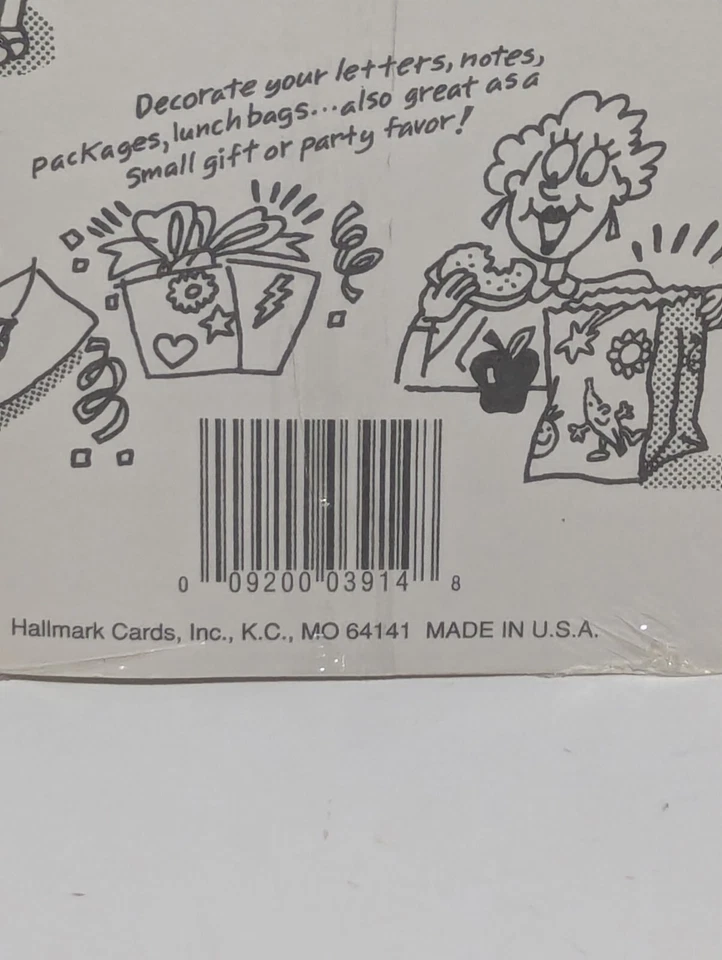 Decorate your letters, notes,
packages, lunch bags...also great as a
small gift or party favor!
0 09200 03914 8
Hallmark Cards, Inc., K.C., MO 64141 MADE IN U.S.A.